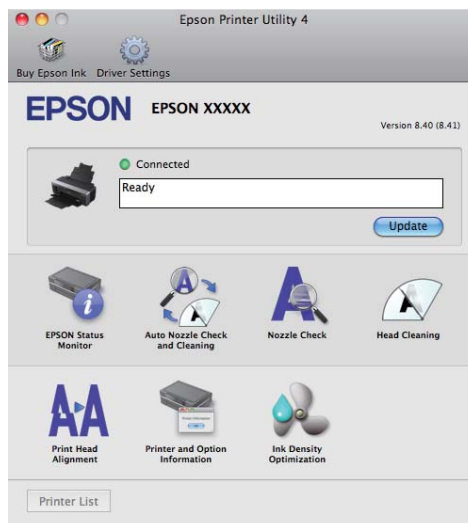 Epson Printer Utility 4
Buy Epson Ink Driver Settings
EPSON EPSON XXXXX
Version 8.40 (8.41)
Connected
Ready
Update
EPSON Status
Monitor
Auto Nozzle Check
and Cleaning
Nozzle Check
Head Cleaning
Print Head
Alignment
Printer and Option
Information
Ink Density
Optimization
Printer List